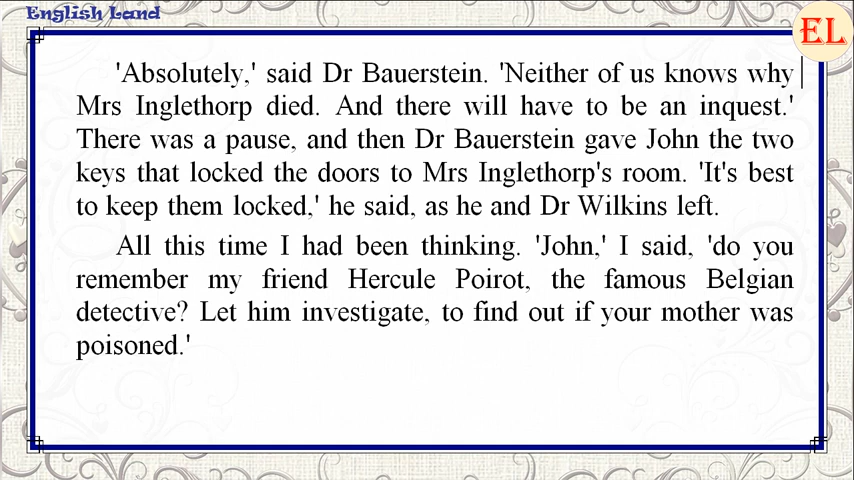 English Land
EL
'Absolutely,' said Dr Bauerstein. 'Neither of us knows why
Mrs Inglethorp died. And there will have to be an inquest.'
There was a pause, and then Dr Bauerstein gave John the two
keys that locked the doors to Mrs Inglethorp's room. 'It's best
to keep them locked,' he said, as he and Dr Wilkins left.
All this time I had been thinking. 'John,' I said, 'do you
remember my friend Hercule Poirot, the famous Belgian
detective? Let him investigate, to find out if your mother was
poisoned.'